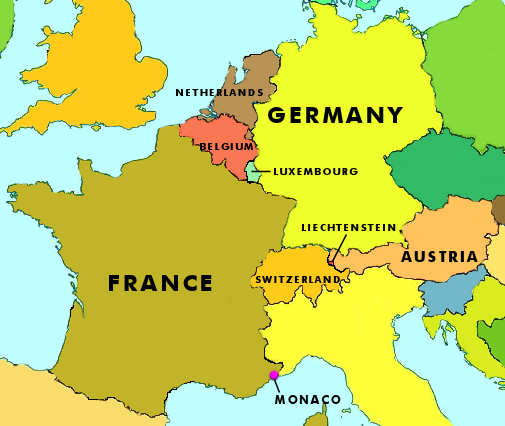 NETHERLANDS
GERMANY
BELGIUM
LUXEMBOURG
LIECHTENSTEIN
AUSTRIA
FRANCE
SWITZERLAND
MONACO